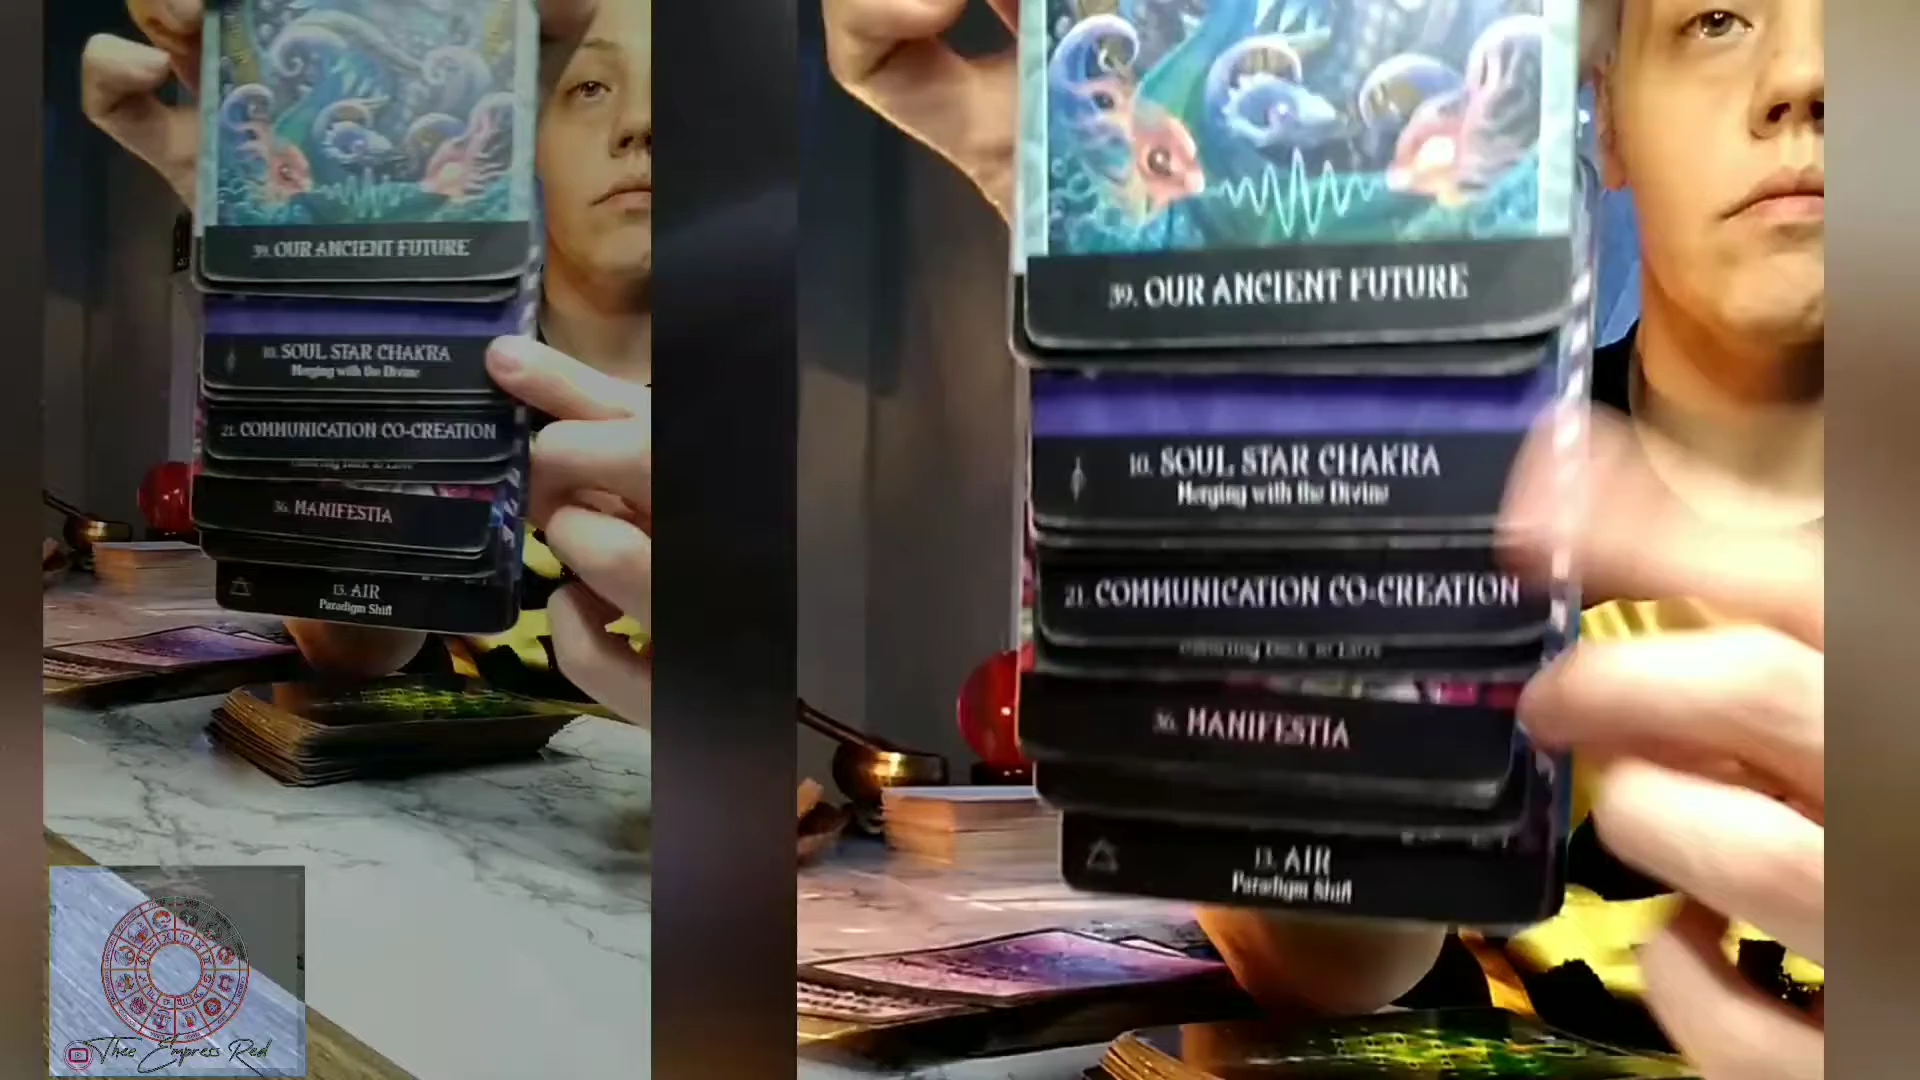 39. OUR ANCIENT FUTURE
10. SOUL STAR CHAKRA
Merging with the Divine
21. COMMUNICATION CO-CREATION
36. MANIFESTIA
13. AIR
Paradigm Shift
39. OUR ANCIENT FUTURE
10. SOUL STAR CHAKRA
Merging with the Divine
21. COMMUNICATION CO-CREATION
36. MANIFESTIA
13. AIR
Paradigm Shift
Thee Empress Red